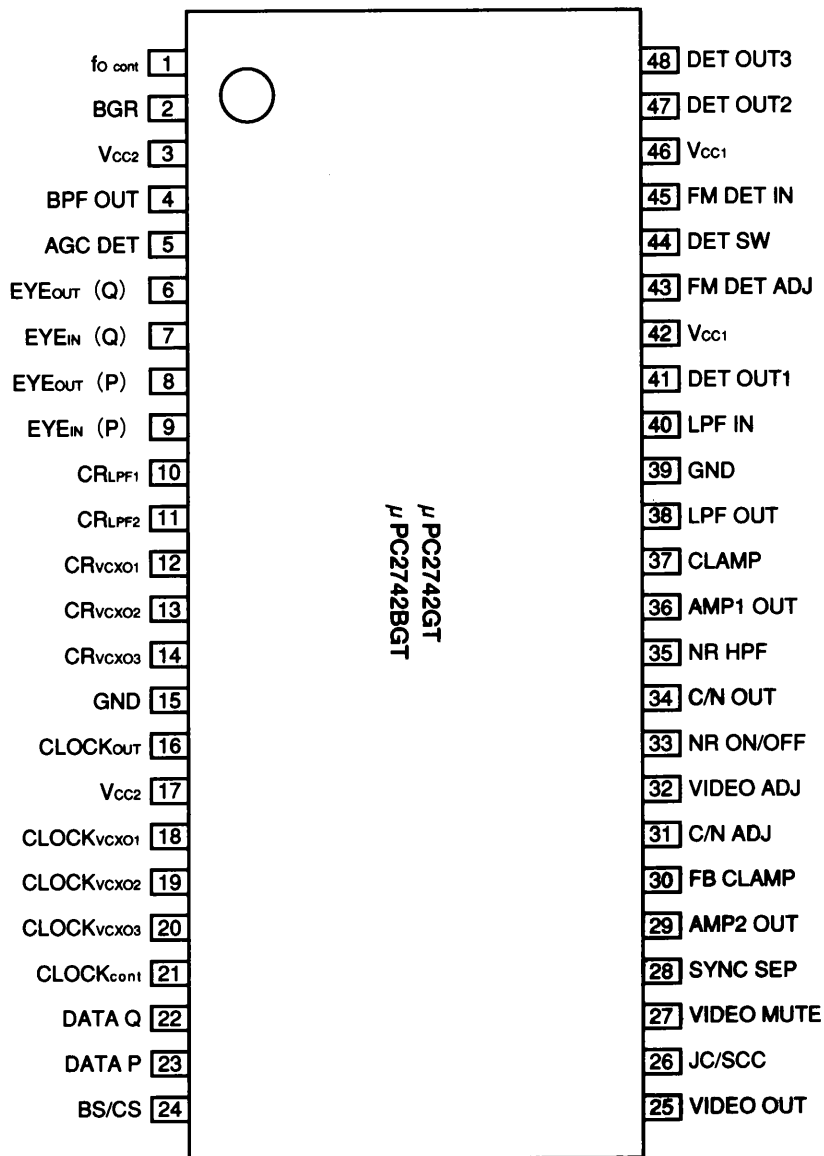 fo cont 1
BGR 2
Vcc2 3
BPF OUT 4
AGC DET 5
EYEOUT (Q) 6
EYEIN (Q) 7
EYEOUT (P) 8
EYEIN (P) 9
CRLPF1 10
CRLPF2 11
CRVCXO1 12
CRVCXO2 13
CRVCXO3 14
GND 15
CLOCKOUT 16
Vcc2 17
CLOCKVCXO1 18
CLOCKVCXO2 19
CLOCKVCXO3 20
CLOCKcont 21
DATA Q 22
DATA P 23
BS/CS 24
μPC2742GT
μPC2742BGT
48 DET OUT3
47 DET OUT2
46 Vcc1
45 FM DET IN
44 DET SW
43 FM DET ADJ
42 Vcc1
41 DET OUT1
40 LPF IN
39 GND
38 LPF OUT
37 CLAMP
36 AMP1 OUT
35 NR HPF
34 C/N OUT
33 NR ON/OFF
32 VIDEO ADJ
31 C/N ADJ
30 FB CLAMP
29 AMP2 OUT
28 SYNC SEP
27 VIDEO MUTE
26 JC/SCC
25 VIDEO OUT